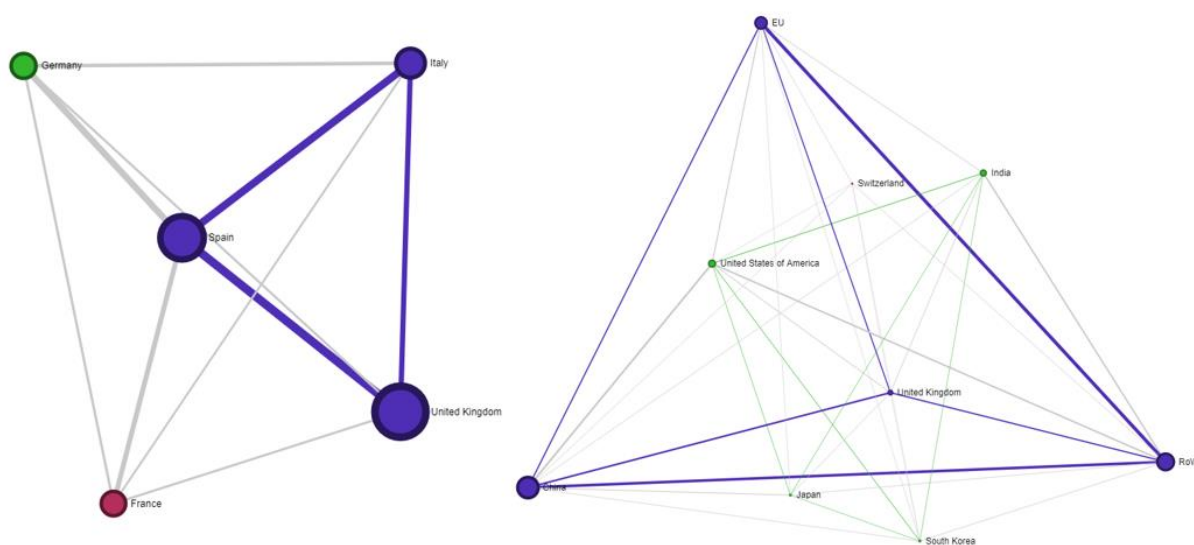 Germany
Italy
Spain
United Kingdom
France
EU
Switzerland
India
United States of America
United Kingdom
China
RoW
Japan
South Korea